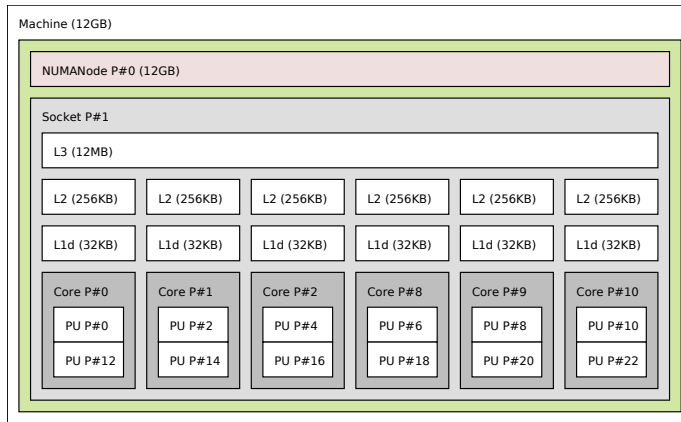 Machine (12GB)
NUMANode P#0 (12GB)
Socket P#1
L3 (12MB)
L2 (256KB) L2 (256KB) L2 (256KB) L2 (256KB) L2 (256KB) L2 (256KB)
L1d (32KB) L1d (32KB) L1d (32KB) L1d (32KB) L1d (32KB) L1d (32KB)
Core P#0 Core P#1 Core P#2 Core P#8 Core P#9 Core P#10
PU P#0 PU P#2 PU P#4 PU P#6 PU P#8 PU P#10
PU P#12 PU P#14 PU P#16 PU P#18 PU P#20 PU P#22